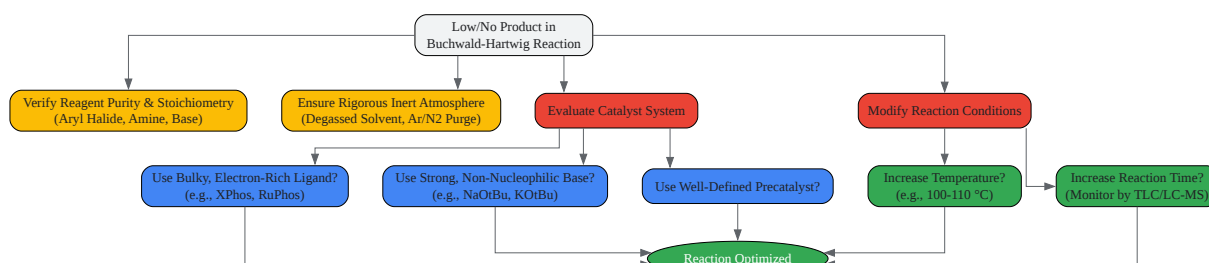 Low/No Product in
Buchwald-Hartwig Reaction
Verify Reagent Purity & Stoichiometry
(Aryl Halide, Amine, Base)
Ensure Rigorous Inert Atmosphere
(Degassed Solvent, Ar/N2 Purge)
Evaluate Catalyst System
Modify Reaction Conditions
Use Bulky, Electron-Rich Ligand?
(e.g., XPhos, RuPhos)
Use Strong, Non-Nucleophilic Base?
(e.g., NaOtBu, KOtBu)
Use Well-Defined Precatalyst?
Increase Temperature?
(e.g., 100-110 °C)
Increase Reaction Time?
(Monitor by TLC/LC-MS)
Reaction Optimized